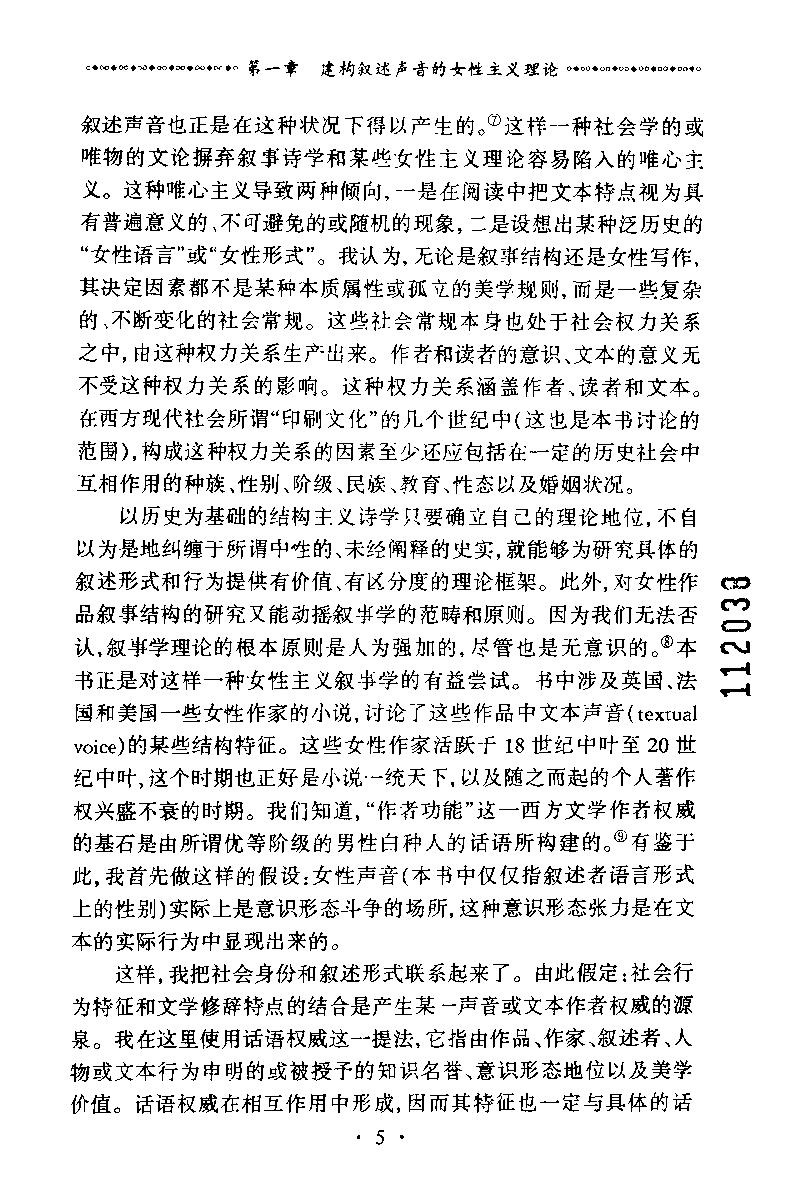 第一章 建构叙述声音的女性主义理论
叙述声音也正是在这种状况下得以产生的。⑦这样一种社会学的或
唯物的文论摒弃叙事诗学和某些女性主义理论容易陷入的唯心主
义。这种唯心主义导致两种倾向,一是在阅读中把文本特点视为具
有普遍意义的、不可避免的或随机的现象,二是设想出某种泛历史的
“女性语言”或“女性形式”。我认为,无论是叙事结构还是女性写作,
其决定因素都不是某种本质属性或孤立的美学规则,而是一些复杂
的、不断变化的社会常规。这些社会常规本身也处于社会权力关系
之中,由这种权力关系生产出来。作者和读者的意识、文本的意义无
不受这种权力关系的影响。这种权力关系涵盖作者、读者和文本。
在西方现代社会所谓“印刷文化”的几个世纪中(这也是本书讨论的
范围),构成这种权力关系的因素至少还应包括在一定的历史社会中
互相作用的种族、性别、阶级、民族、教育、性态以及婚姻状况。
以历史为基础的结构主义诗学只要确立自己的理论地位,不自
以为是地纠缠于所谓中性的、未经阐释的史实,就能够为研究具体的
叙述形式和行为提供有价值、有区分度的理论框架。此外,对女性作
品叙事结构的研究又能动摇叙事学的范畴和原则。因为我们无法否
认,叙事学理论的根本原则是人为强加的,尽管也是无意识的。⑧本
书正是对这样一种女性主义叙事学的有益尝试。书中涉及英国、法
国和美国一些女性作家的小说,讨论了这些作品中文本声音(textual
voice)的某些结构特征。这些女性作家活跃于 18 世纪中叶至 20 世
纪中叶,这个时期也正好是小说一统天下,以及随之而起的个人著作
权兴盛不衰的时期。我们知道,“作者功能”这一西方文学作者权威
的基石是由所谓优等阶级的男性白种人的话语所构建的。⑨有鉴于
此,我首先做这样的假设:女性声音(本书中仅仅指叙述者语言形式
上的性别)实际上是意识形态斗争的场所,这种意识形态张力是在文
本的实际行为中显现出来的。
这样,我把社会身份和叙述形式联系起来了。由此假定:社会行
为特征和文学修辞特点的结合是产生某一声音或文本作者权威的源
泉。我在这里使用话语权威这一提法,它指由作品、作家、叙述者、人
物或文本行为申明的或被授予的知识名誉、意识形态地位以及美学
价值。话语权威在相互作用中形成,因而其特征也一定与具体的话
· 5 ·
112038